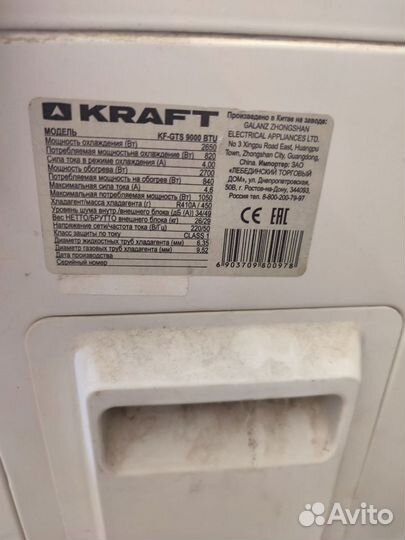 KRAFT
МОДЕЛЬ KF-GTS 9000 BTU
Мощность охлаждения (Вт) 2650
Потребляемая мощность на охлаждение (Вт) 820
Сила тока в режиме охлаждения (А) 4.00
Мощность обогрева (Вт) 2700
Потребляемая мощность на обогрев (Вт) 840
Максимальная сила тока (А) 4.6
Максимальная потребляемая мощность (Вт) 1050
Хладагент/масса хладагента (г) R410A / 450
Уровень шума внутр./внешнего блока (дБ (А)) 34/49
Вес НЕТТО/БРУТТО внешнего блока (кг) 26/29
Напряжение сети/частота тока (В/Гц) 220/50
Класс защиты по току CLASS 1
Диаметр жидкостных труб хладагента (мм) 6,35
Диаметр газовых труб хладагента (мм) 9,52
Дата производства
Серийный номер
Произведено в Китае на заводе:
GALANZ ZHONGSHAN
ELECTRICAL APPLIANCES LTD.
No 3 Xingpu Road East, Huangpu
Town, Zhongshan City, Guangdong,
China. Импортер: ЗАО
«ЛЕБЕДИНСКИЙ ТОРГОВЫЙ
ДОМ», ул. Днепропетровская,
50В, г. Ростов-на-Дону, 344093,
Россия тел. 8-800-200-79-97
CE EAC
6 903709 800978
Avito